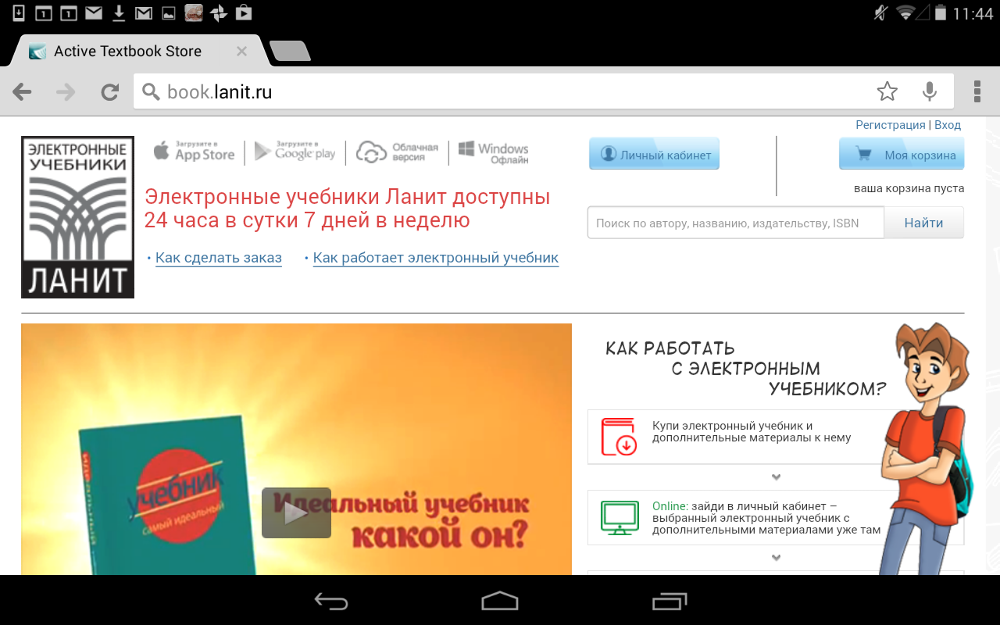 1
1
11:44
Active Textbook Store
book.lanit.ru
Регистрация | Вход
ЭЛЕКТРОННЫЕ
УЧЕБНИКИ
ЛАНИТ
Загрузите в
App Store
Загрузите в
Google play
Облачная
версия
Windows
Офлайн
Личный кабинет
Моя корзина
ваша корзина пуста
Электронные учебники Ланит доступны
24 часа в сутки 7 дней в неделю
Поиск по автору, названию, издательству, ISBN
Найти
• Как сделать заказ
• Как работает электронный учебник
учебник
самый идеальный
Идеальный учебник
какой он?
КАК РАБОТАТЬ
С ЭЛЕКТРОННЫМ
УЧЕБНИКОМ?
Купи электронный учебник и
дополнительные материалы к нему
Online: зайди в личный кабинет –
выбранный электронный учебник с
дополнительными материалами уже там